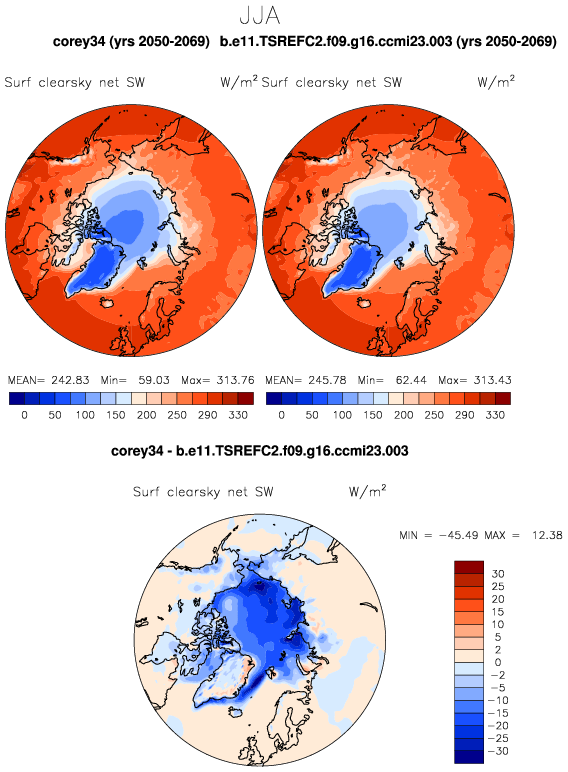 JJA
corey34 (yrs 2050-2069) b.e11.TSREFC2.f09.g16.ccmi23.003 (yrs 2050-2069)
Surf clearsky net SW W/m² Surf clearsky net SW W/m²
MEAN= 242.83 Min= 59.03 Max= 313.76 MEAN= 245.78 Min= 62.44 Max= 313.43
0 50 100 150 200 250 290 330 0 50 100 150 200 250 290 330
corey34 - b.e11.TSREFC2.f09.g16.ccmi23.003
Surf clearsky net SW W/m²
MIN = -45.49 MAX = 12.38
30
25
20
15
10
5
2
0
-2
-5
-10
-15
-20
-25
-30